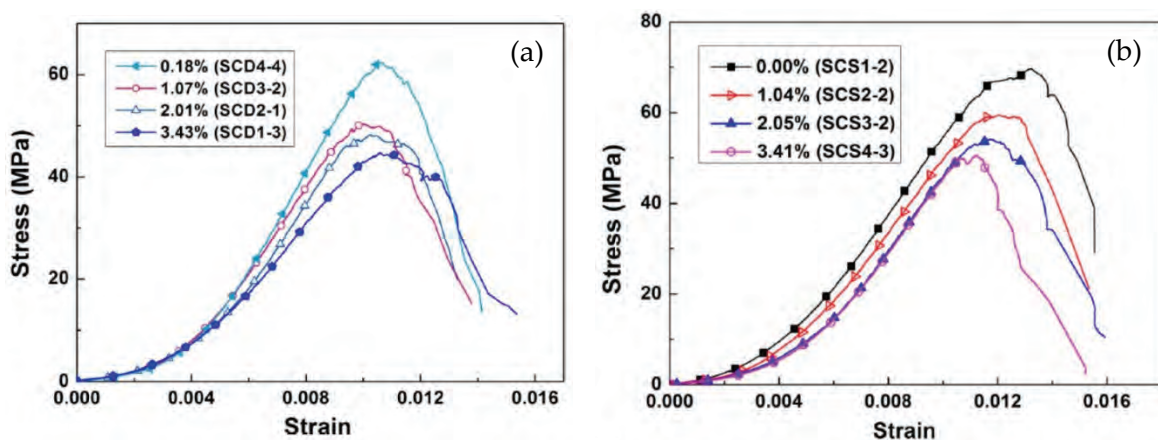 (a)
0.18% (SCD4-4)
1.07% (SCD3-2)
2.01% (SCD2-1)
3.43% (SCD1-3)
Stress (MPa)
60
40
20
0
0.000 0.004 0.008 0.012 0.016
Strain
(b)
0.00% (SCS1-2)
1.04% (SCS2-2)
2.05% (SCS3-2)
3.41% (SCS4-3)
Stress (MPa)
80
60
40
20
0
0.000 0.004 0.008 0.012 0.016
Strain